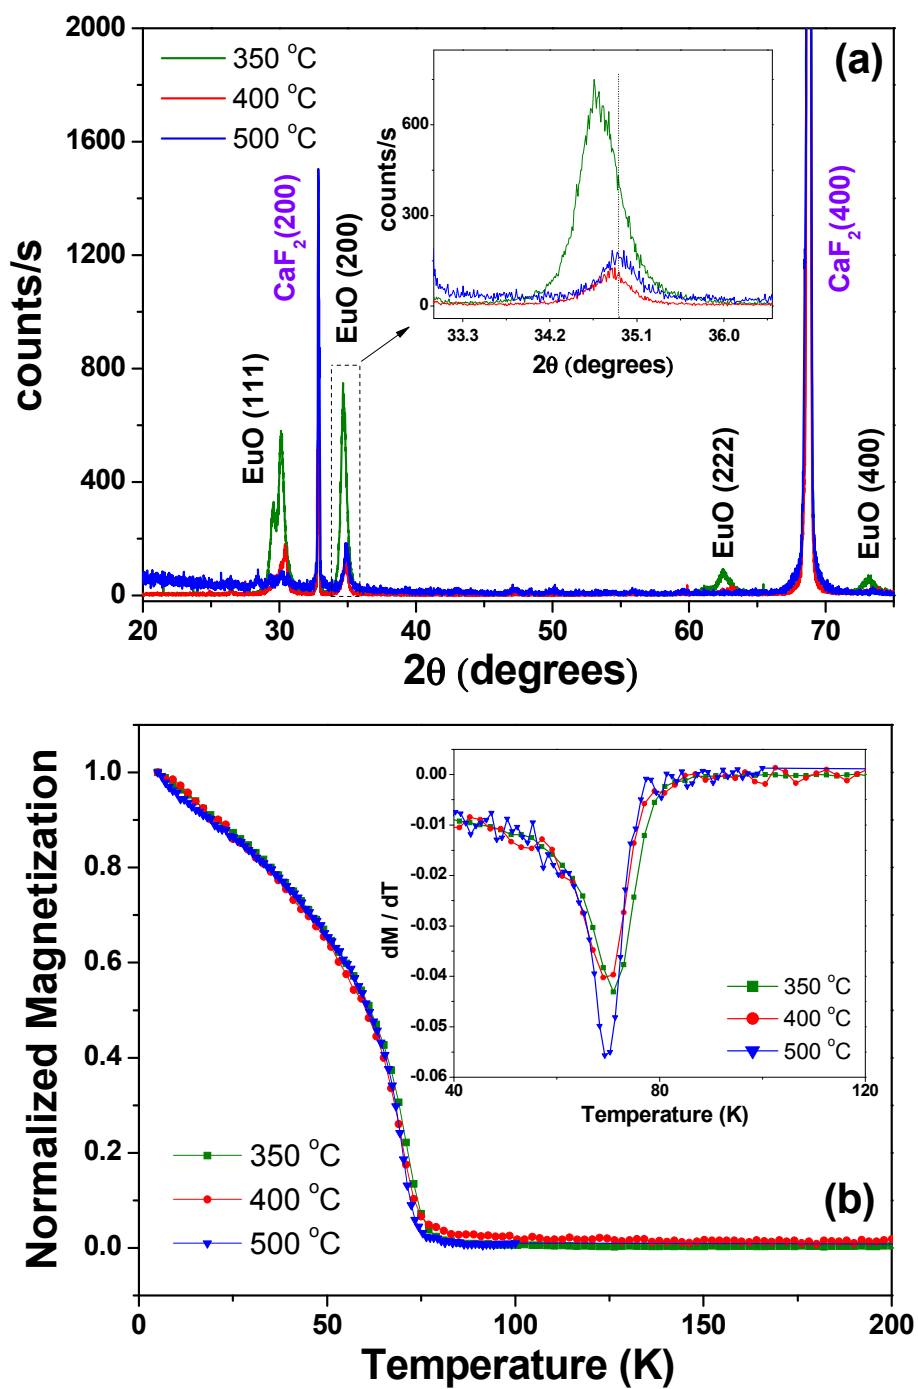 2000
1600
1200
800
400
0
counts/s
350 °C
400 °C
500 °C
(a)
CaF₂(200)
EuO (200)
EuO (111)
CaF₂(400)
EuO (222)
EuO (400)
600
300
0
counts/s
33.3 34.2 35.1 36.0
2θ (degrees)
20 30 40 50 60 70
2θ (degrees)
1.0
0.8
0.6
0.4
0.2
0.0
Normalized Magnetization
0.00
-0.01
-0.02
-0.03
-0.04
-0.05
-0.06
dM / dT
350 °C
400 °C
500 °C
40 80 120
Temperature (K)
350 °C
400 °C
500 °C
(b)
0 50 100 150 200
Temperature (K)